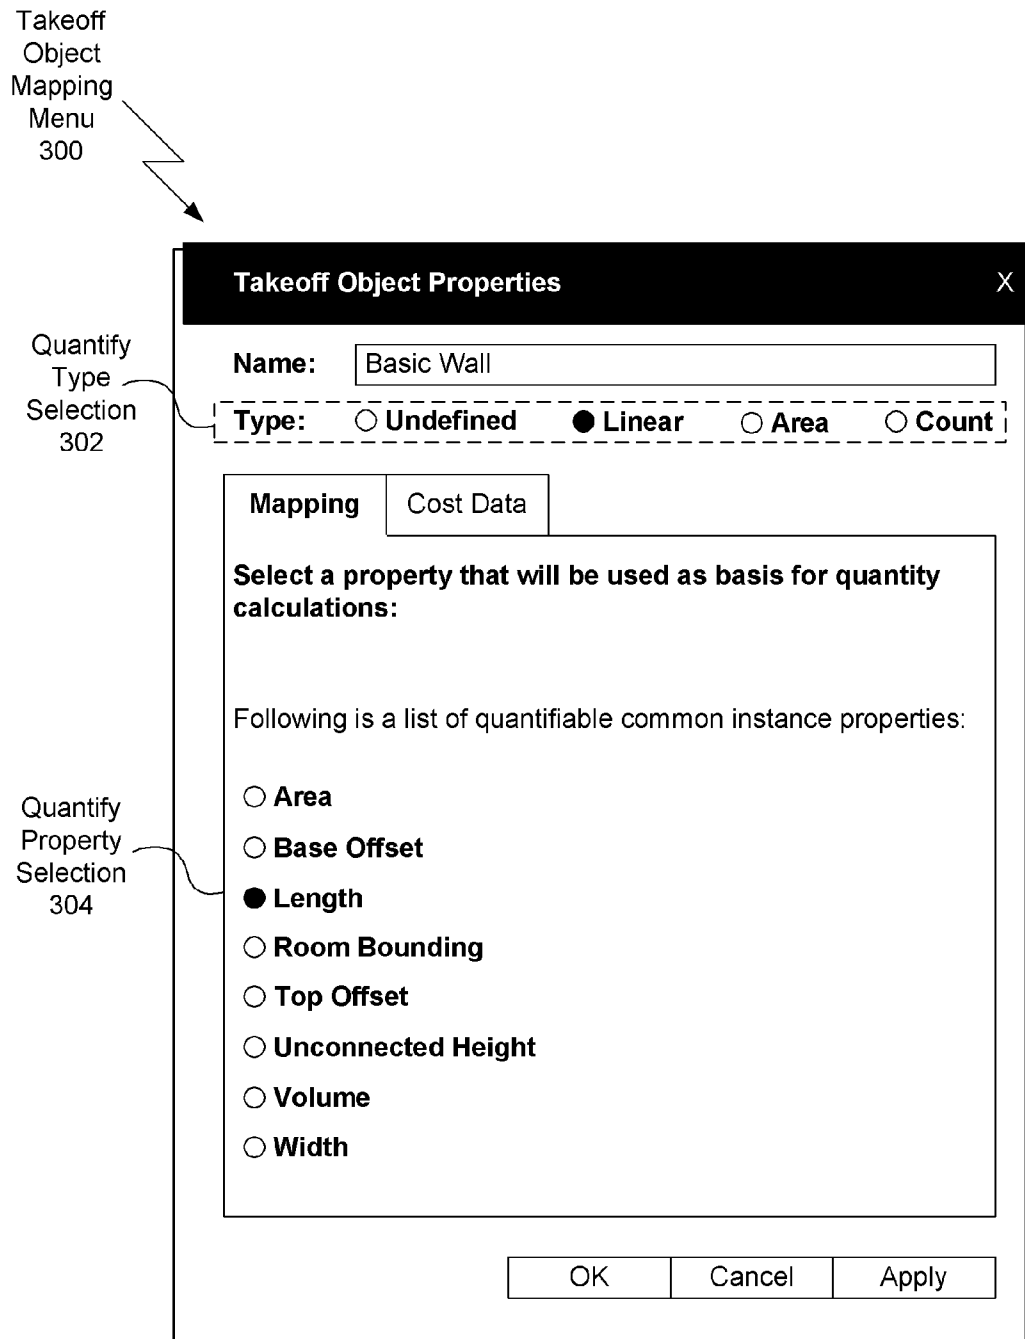 Takeoff
Object
Mapping
Menu
300
Takeoff Object Properties X
Quantify
Type
Selection
302
Name: Basic Wall
Type: Undefined Linear Area Count
Mapping Cost Data
Select a property that will be used as basis for quantity
calculations:
Following is a list of quantifiable common instance properties:
Quantify
Property
Selection
304
Area
Base Offset
Length
Room Bounding
Top Offset
Unconnected Height
Volume
Width
OK Cancel Apply